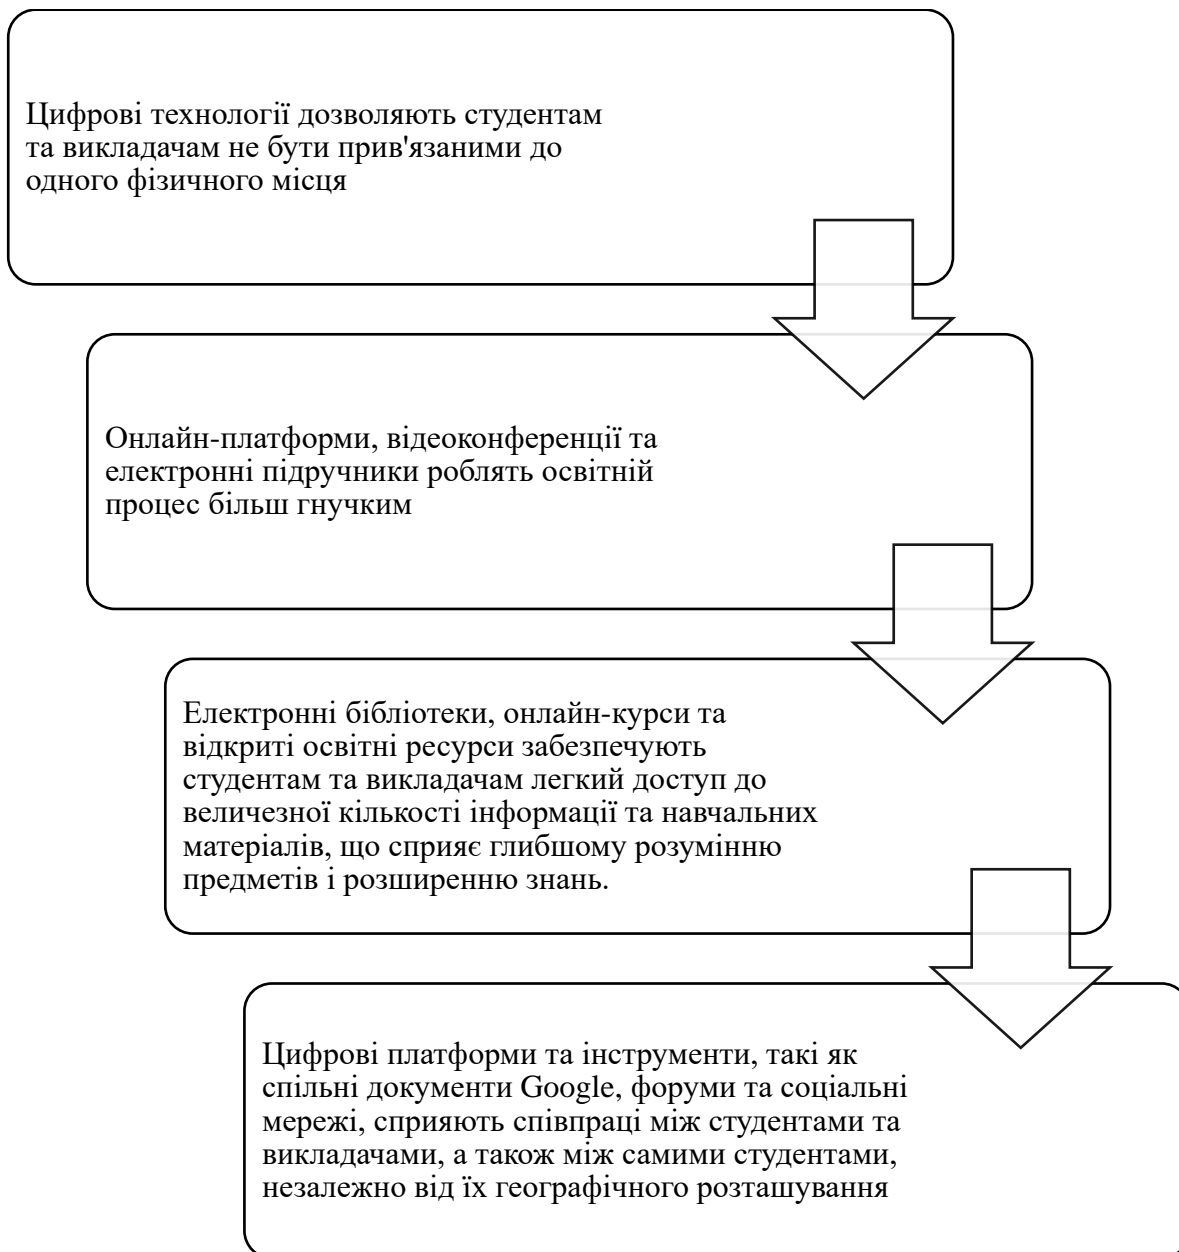 Цифрові технології дозволяють студентам
та викладачам не бути прив'язаними до
одного фізичного місця
Онлайн-платформи, відеоконференції та
електронні підручники роблять освітній
процес більш гнучким
Електронні бібліотеки, онлайн-курси та
відкриті освітні ресурси забезпечують
студентам та викладачам легкий доступ до
величезної кількості інформації та навчальних
матеріалів, що сприяє глибшому розумінню
предметів і розширенню знань.
Цифрові платформи та інструменти, такі як
спільні документи Google, форуми та соціальні
мережі, сприяють співпраці між студентами та
викладачами, а також між самими студентами,
незалежно від їх географічного розташування